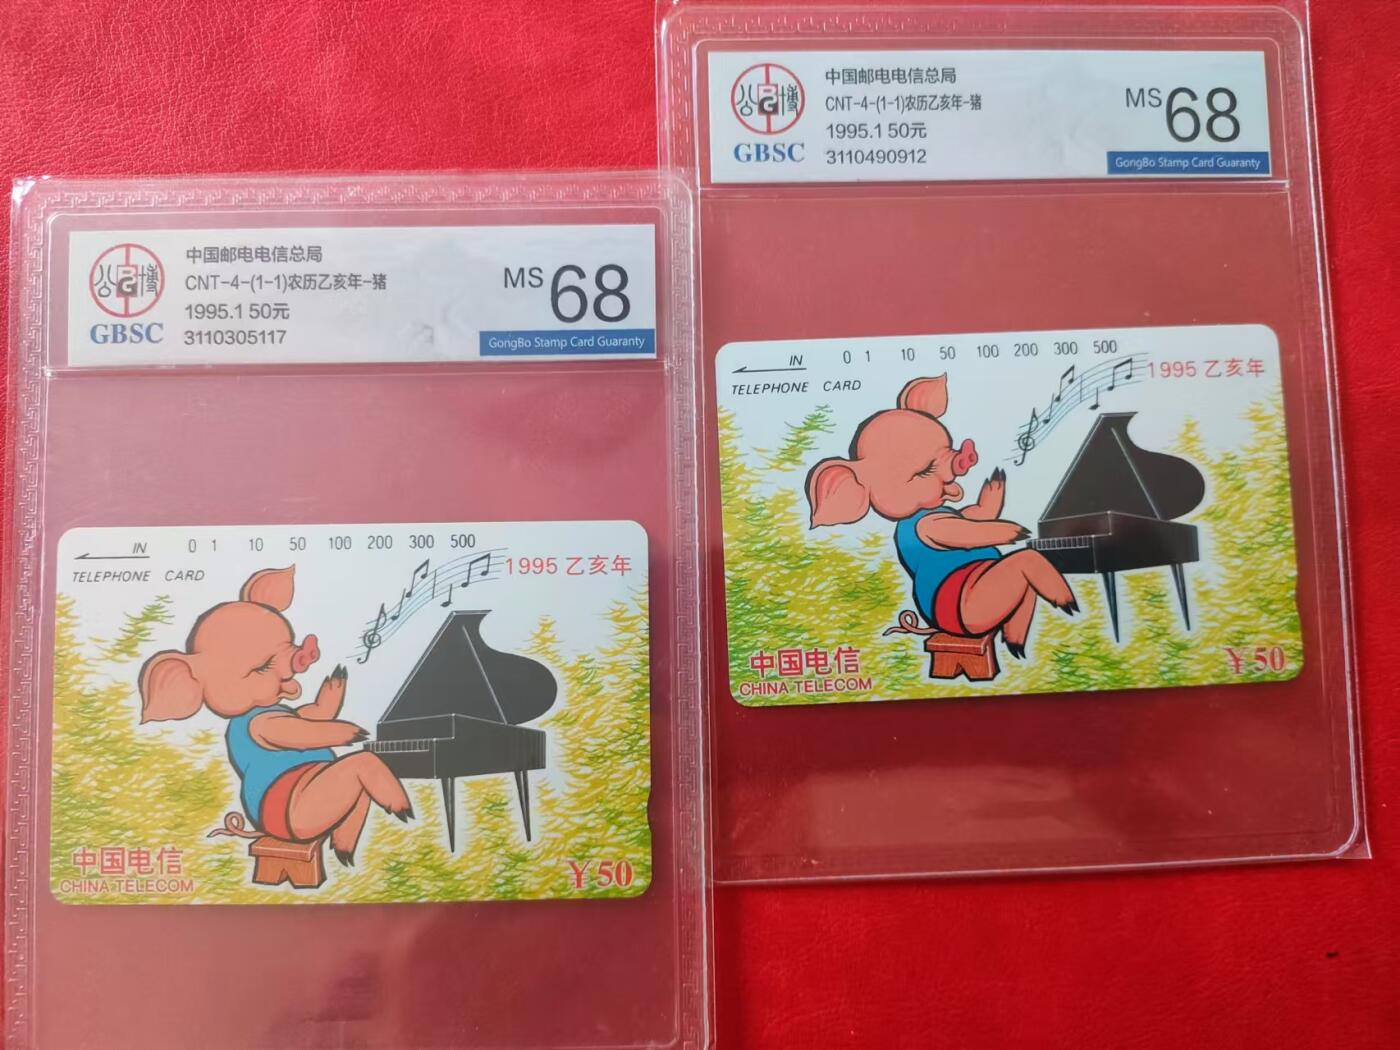 中国邮电电信总局
CNT-4-(1-1)农历乙亥年-猪
1995.1 50元
3110490912
MS 68
GongBo Stamp Card Guaranty
公 BG 博
GBSC
IN 0 1 10 50 100 200 300 500
TELEPHONE CARD
1995 乙亥年
中国电信
CHINA TELECOM
¥50
中国邮电电信总局
CNT-4-(1-1)农历乙亥年-猪
1995.1 50元
3110305117
MS 68
GongBo Stamp Card Guaranty
公 BG 博
GBSC
IN 0 1 10 50 100 200 300 500
TELEPHONE CARD
1995 乙亥年
中国电信
CHINA TELECOM
¥50